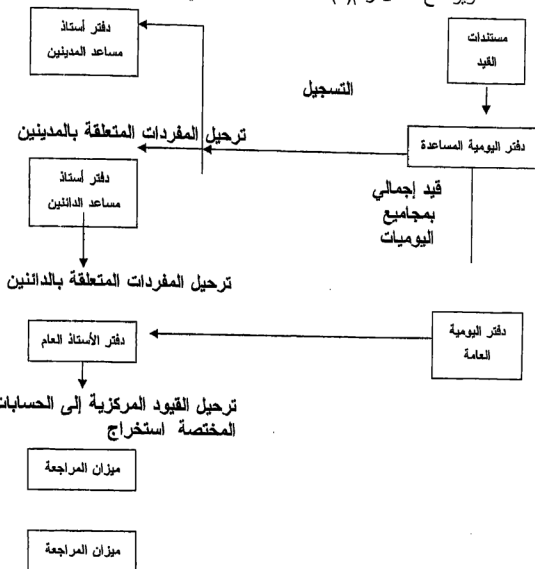 مستندات
القيد
دفتر أستاذ
مساعد المدينين
التسجيل
دفتر اليومية المساعدة
ترحيل المفردات المتعلقة بالمدينين
دفتر أستاذ
مساعد الدائنين
قيد إجمالي
بمجاميع
اليوميات
ترحيل المفردات المتعلقة بالدائنين
دفتر اليومية
العامة
دفتر الأستاذ العام
ترحيل القيود المركزية إلى الحسابات
المختصة استخراج
ميزان المراجعة
ميزان المراجعة